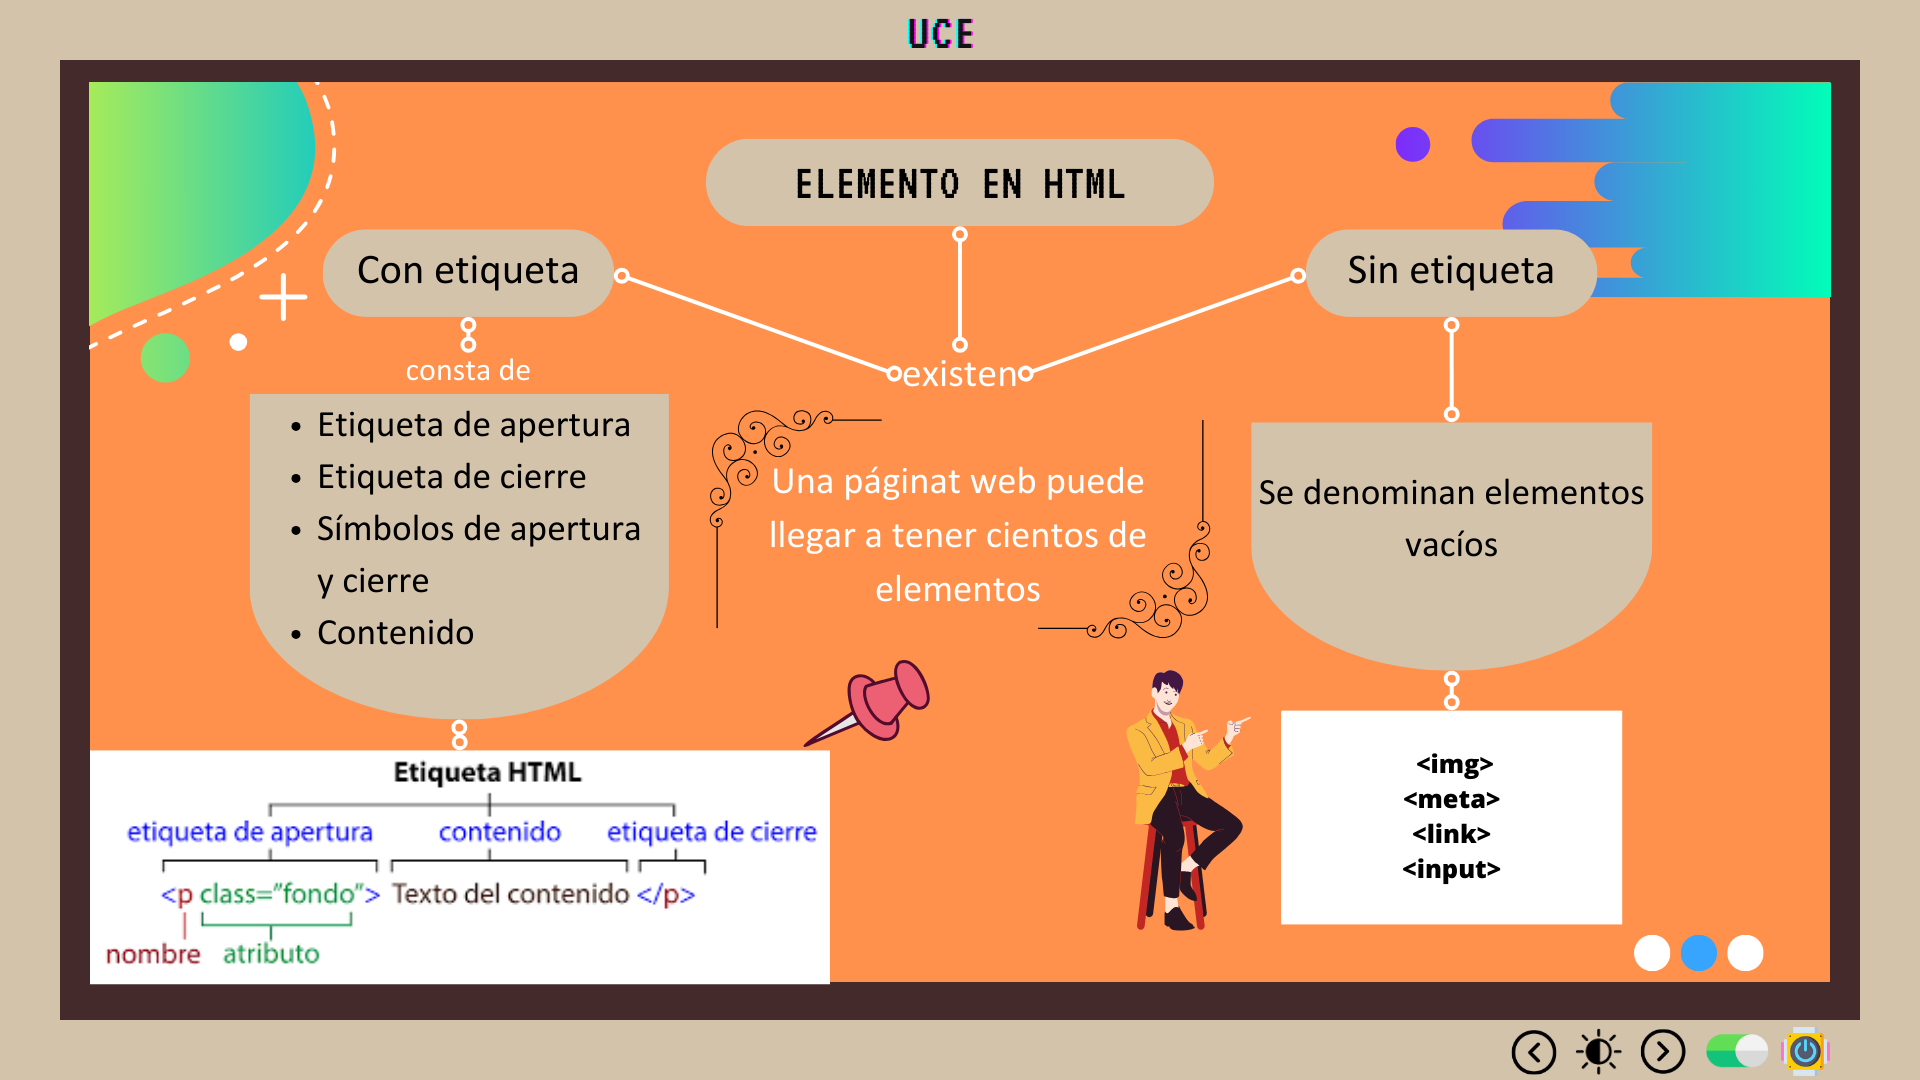 UCE
ELEMENTO EN HTML
Con etiqueta
Sin etiqueta
existen
consta de
• Etiqueta de apertura
• Etiqueta de cierre
• Símbolos de apertura
y cierre
• Contenido
Una páginat web puede
llegar a tener cientos de
elementos
Se denominan elementos
vacíos
Etiqueta HTML
etiqueta de apertura contenido etiqueta de cierre
<p class="fondo"> Texto del contenido </p>
nombre atributo
<img>
<meta>
<link>
<input>